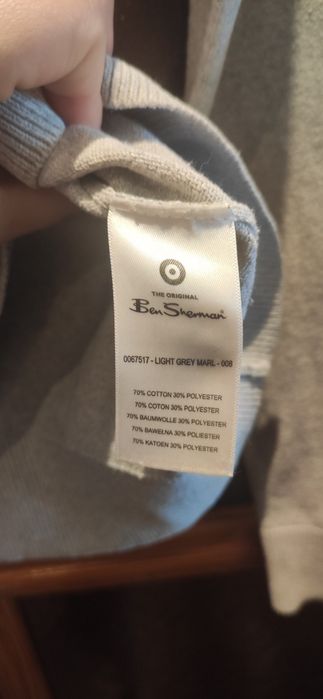 THE ORIGINAL
Ben Sherman
0067517 - LIGHT GREY MARL - 008
70% COTTON 30% POLYESTER
70% COTON 30% POLYESTER
70% BAUMWOLLE 30% POLYESTER
70% BAWEŁNA 30% POLIESTER
70% KATOEN 30% POLYESTER